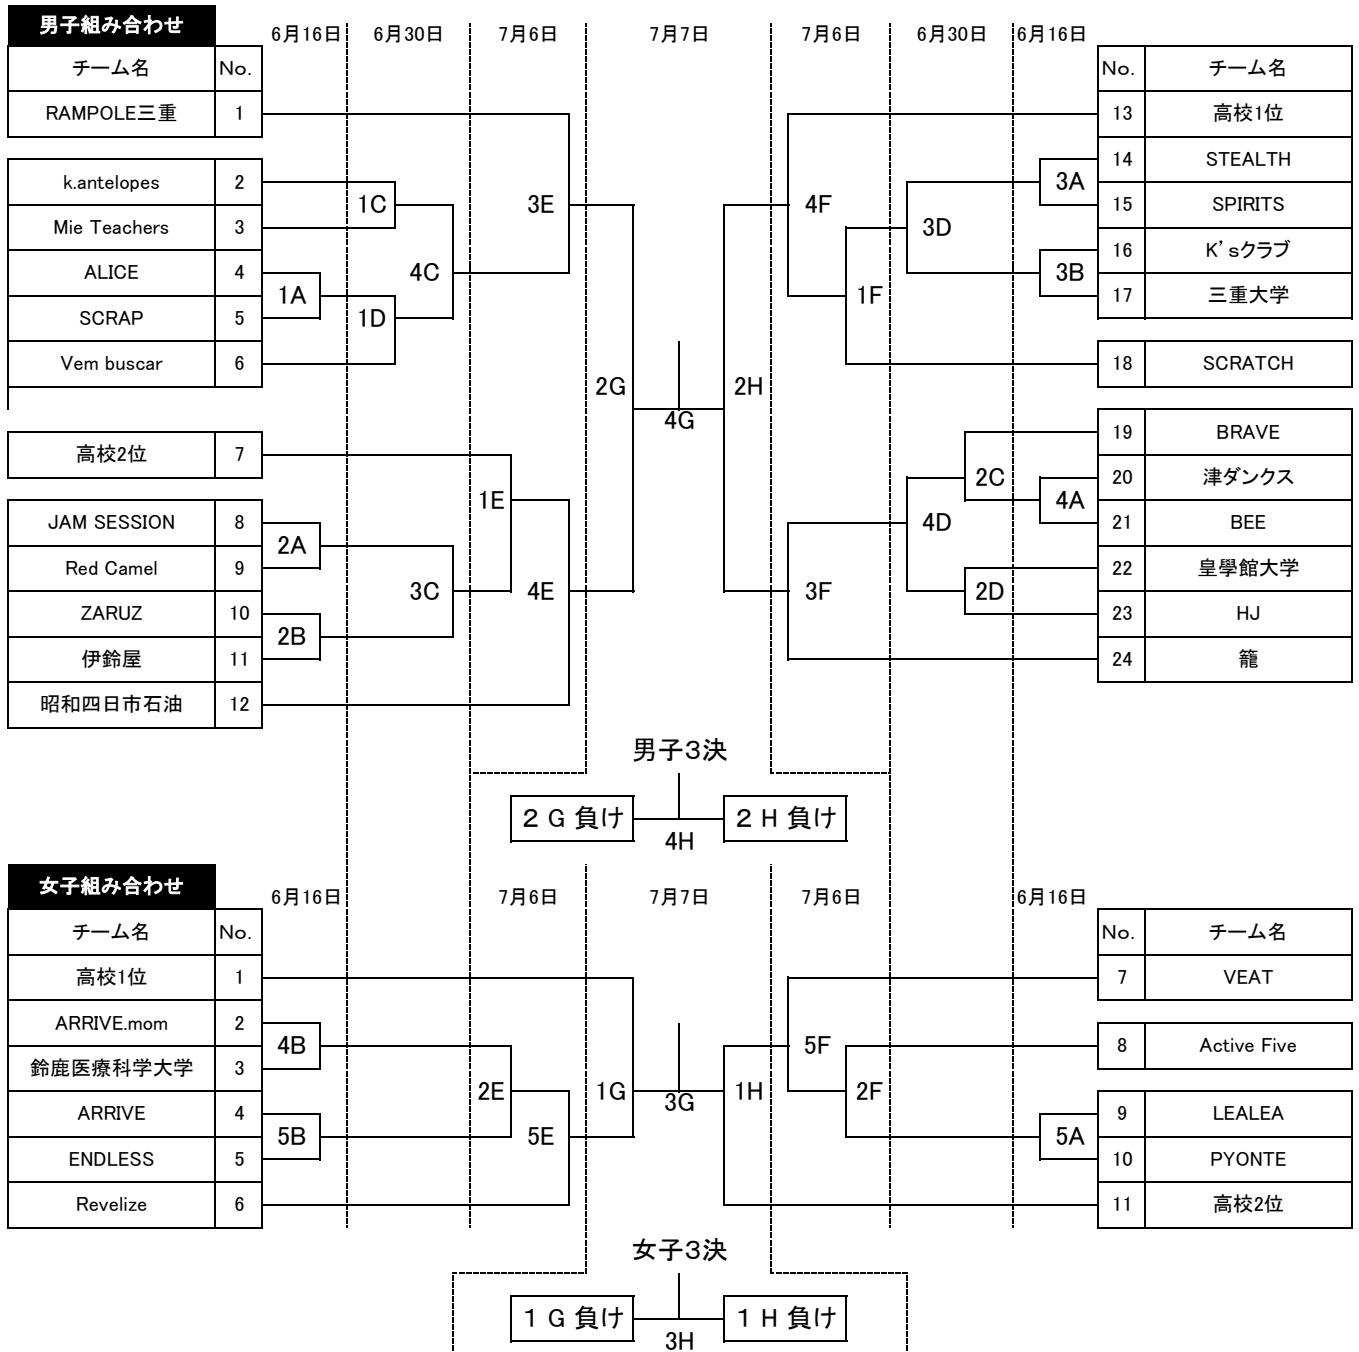 男子組み合わせ
6月16日 6月30日 7月6日 7月7日 7月6日 6月30日 6月16日
チーム名 No. No. チーム名
RAMPOLE三重 1 13 高校1位
14 STEALTH
k.antelopes 2 3A
1C 3E 4F 15 SPIRITS
Mie Teachers 3 3D
16 K'sクラブ
ALICE 4 4C 3B
1A 1F 17 三重大学
SCRAP 5 1D
Vem buscar 6 18 SCRATCH
2G 2H
4G
19 BRAVE
高校2位 7
2C 20 津ダンクス
1E 4A
JAM SESSION 8 4D 21 BEE
2A
Red Camel 9 22 皇學館大学
3C 4E 3F 2D
ZARUZ 10 23 HJ
2B
伊鈴屋 11 24 籠
昭和四日市石油 12
男子3決
2 G 負け 2 H 負け
4H
女子組み合わせ
6月16日 7月6日 7月7日 7月6日 6月16日
チーム名 No. No. チーム名
高校1位 1 7 VEAT
ARRIVE.mom 2
4B 5F 8 Active Five
鈴鹿医療科学大学 3
2E 1G 1H 2F
3G
ARRIVE 4 9 LEALEA
5B 5E 5A
ENDLESS 5 10 PYONTE
Revelize 6 11 高校2位
女子3決
1 G 負け 1 H 負け
3H